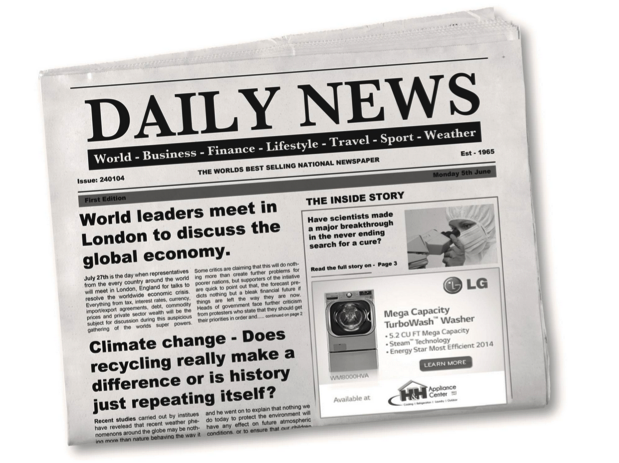 DAILY NEWS
World - Business - Finance - Lifestyle - Travel - Sport - Weather
Issue: 240104
THE WORLDS BEST SELLING NATIONAL NEWSPAPER
Est - 1965
First Edition
Monday 5th June
World leaders meet in
London to discuss the
global economy.
July 27th is the day when representatives
from the every country around the world
will meet in London, England for talks to
resolve the worldwide economic crisis.
Everything from tax, interest rates, currency,
import/export agreements, debt, commodity
prices and private sector wealth will be the
subject for discussion during this auspicious
gathering of the worlds super powers.
Some critics are claiming that this will do noth-
ing more than create further problems for
poorer nations, but supporters of the initiative
are quick to point out that, the forecast pre-
dicts nothing but a bleak financial future if
things are left the way they are now.
Heads of government face further criticism
from protesters who state that they should get
their priorities in order and..... continued on page 2
Climate change - Does
recycling really make a
difference or is history
just repeating itself?
Recent studies carried out by institues
have revelead that recent weather phe-
nomenons around the globe may be noth-
ing more than nature behaving the way it
and he went on to explain that nothing we
do today to protect the environment will
have any effect on future atmospheric
conditions, or to ensure that our children
THE INSIDE STORY
Have scientists made
a major breakthrough
in the never ending
search for a cure?
Read the full story on - Page 3
LG
Mega Capacity
TurboWash™ Washer
• 5.2 CU FT Mega Capacity
• Steam™ Technology
• Energy Star Most Efficient 2014
LEARN MORE
WM8000HVA
Available at
H&H Appliance
Center